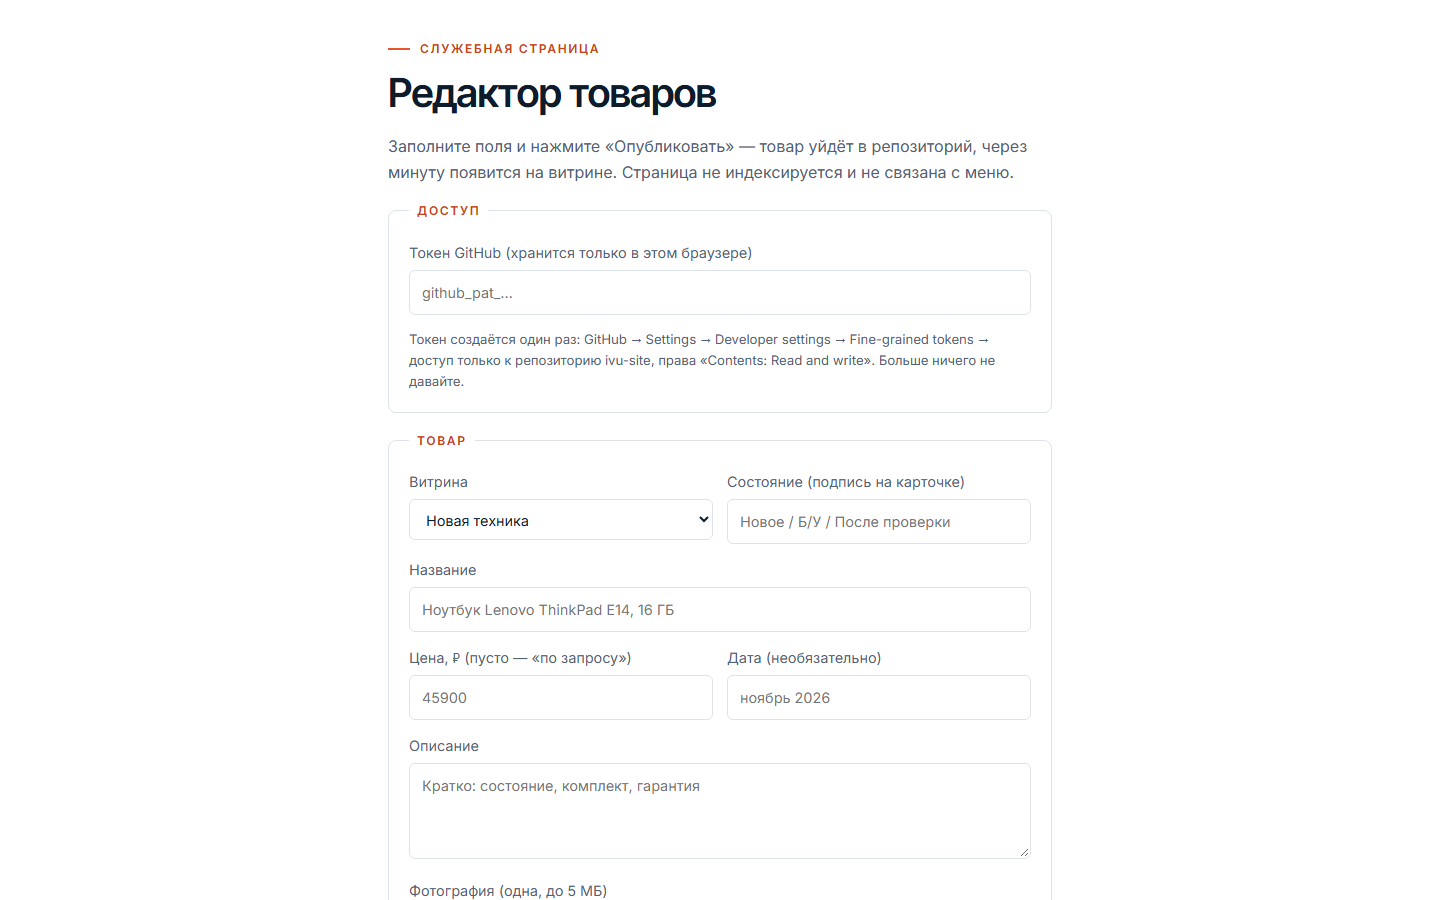 СЛУЖЕБНАЯ СТРАНИЦА
Редактор товаров
Заполните поля и нажмите «Опубликовать» — товар уйдёт в репозиторий, через
минуту появится на витрине. Страница не индексируется и не связана с меню.
ДОСТУП
Токен GitHub (хранится только в этом браузере)
github_pat_...
Токен создаётся один раз: GitHub → Settings → Developer settings → Fine-grained tokens →
доступ только к репозиторию ivu-site, права «Contents: Read and write». Больше ничего не
давайте.
ТОВАР
Витрина
Состояние (подпись на карточке)
Новая техника
Новое / Б/У / После проверки
Название
Ноутбук Lenovo ThinkPad E14, 16 ГБ
Цена, ₽ (пусто — «по запросу»)
Дата (необязательно)
45900
ноябрь 2026
Описание
Кратко: состояние, комплект, гарантия
Фотография (одна, до 5 МБ)